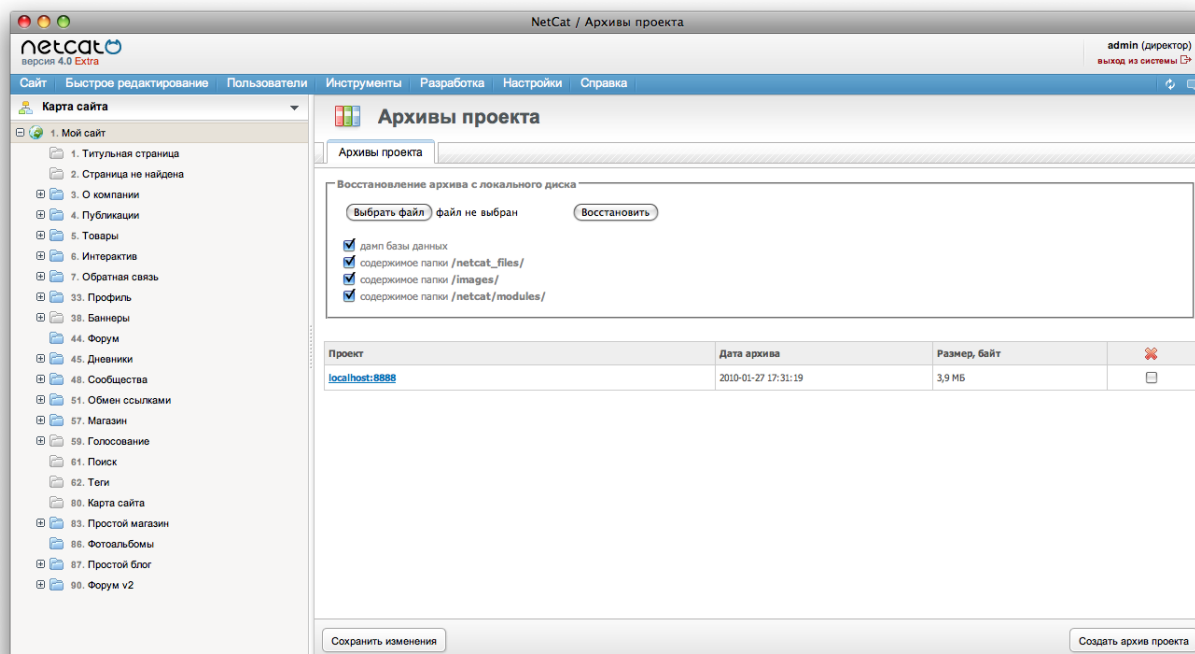 NetCat / Архивы проекта
netcat
версия 4.0 Extra
admin (директор)
выход из системы
Сайт Быстрое редактирование Пользователи Инструменты Разработка Настройки Справка
Карта сайта
1. Мой сайт
1. Титульная страница
2. Страница не найдена
3. О компании
4. Публикации
5. Товары
6. Интерактив
7. Обратная связь
33. Профиль
38. Баннеры
44. Форум
45. Дневники
48. Сообщества
51. Обмен ссылками
57. Магазин
59. Голосование
61. Поиск
62. Теги
80. Карта сайта
83. Простой магазин
86. Фотоальбомы
87. Простой блог
90. Форум v2
Архивы проекта
Архивы проекта
Восстановление архива с локального диска
Выбрать файл файл не выбран Восстановить
дамп базы данных
содержимое папки /netcat_files/
содержимое папки /images/
содержимое папки /netcat/modules/
Проект Дата архива Размер, байт
localhost:8888 2010-01-27 17:31:19 3,9 МБ
Сохранить изменения Создать архив проекта